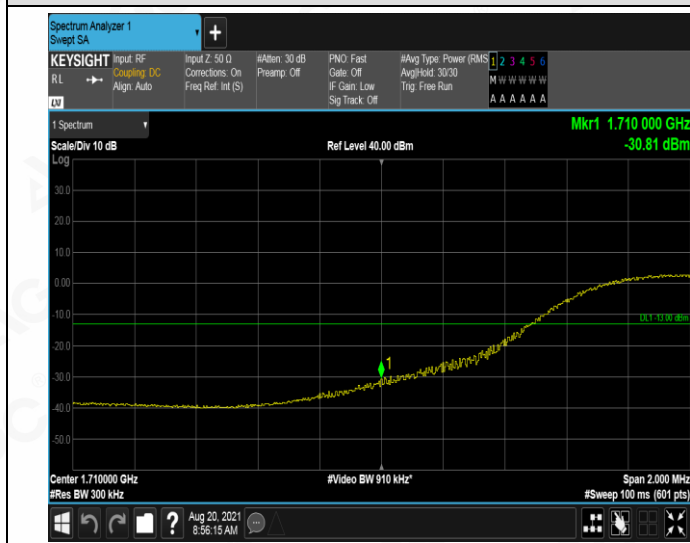 Spectrum Analyzer 1
Swept SA
+
KEYSIGHT Input: RF Input Z: 50 Ω #Atten: 30 dB PNO: Fast #Avg Type: Power (RMS 1 2 3 4 5 6
RL Coupling: DC Corrections: On Preamp: Off Gate: Off Avg|Hold: 30/30 M W W W W W
Align: Auto Freq Ref: Int (S) IF Gain: Low Trig: Free Run
Sig Track: Off A A A A A A
LXI
1 Spectrum Mkr1 1.710 000 GHz
Scale/Div 10 dB Ref Level 40.00 dBm -30.81 dBm
Log
30.0
20.0
10.0
0.00
-10.0
DL1 -13.00 dBm
-20.0
1
-30.0
-40.0
-50.0
Center 1.710000 GHz #Video BW 910 kHz* Span 2.000 MHz
#Res BW 300 kHz #Sweep 100 ms (601 pts)
? Aug 20, 2021
8:56:15 AM